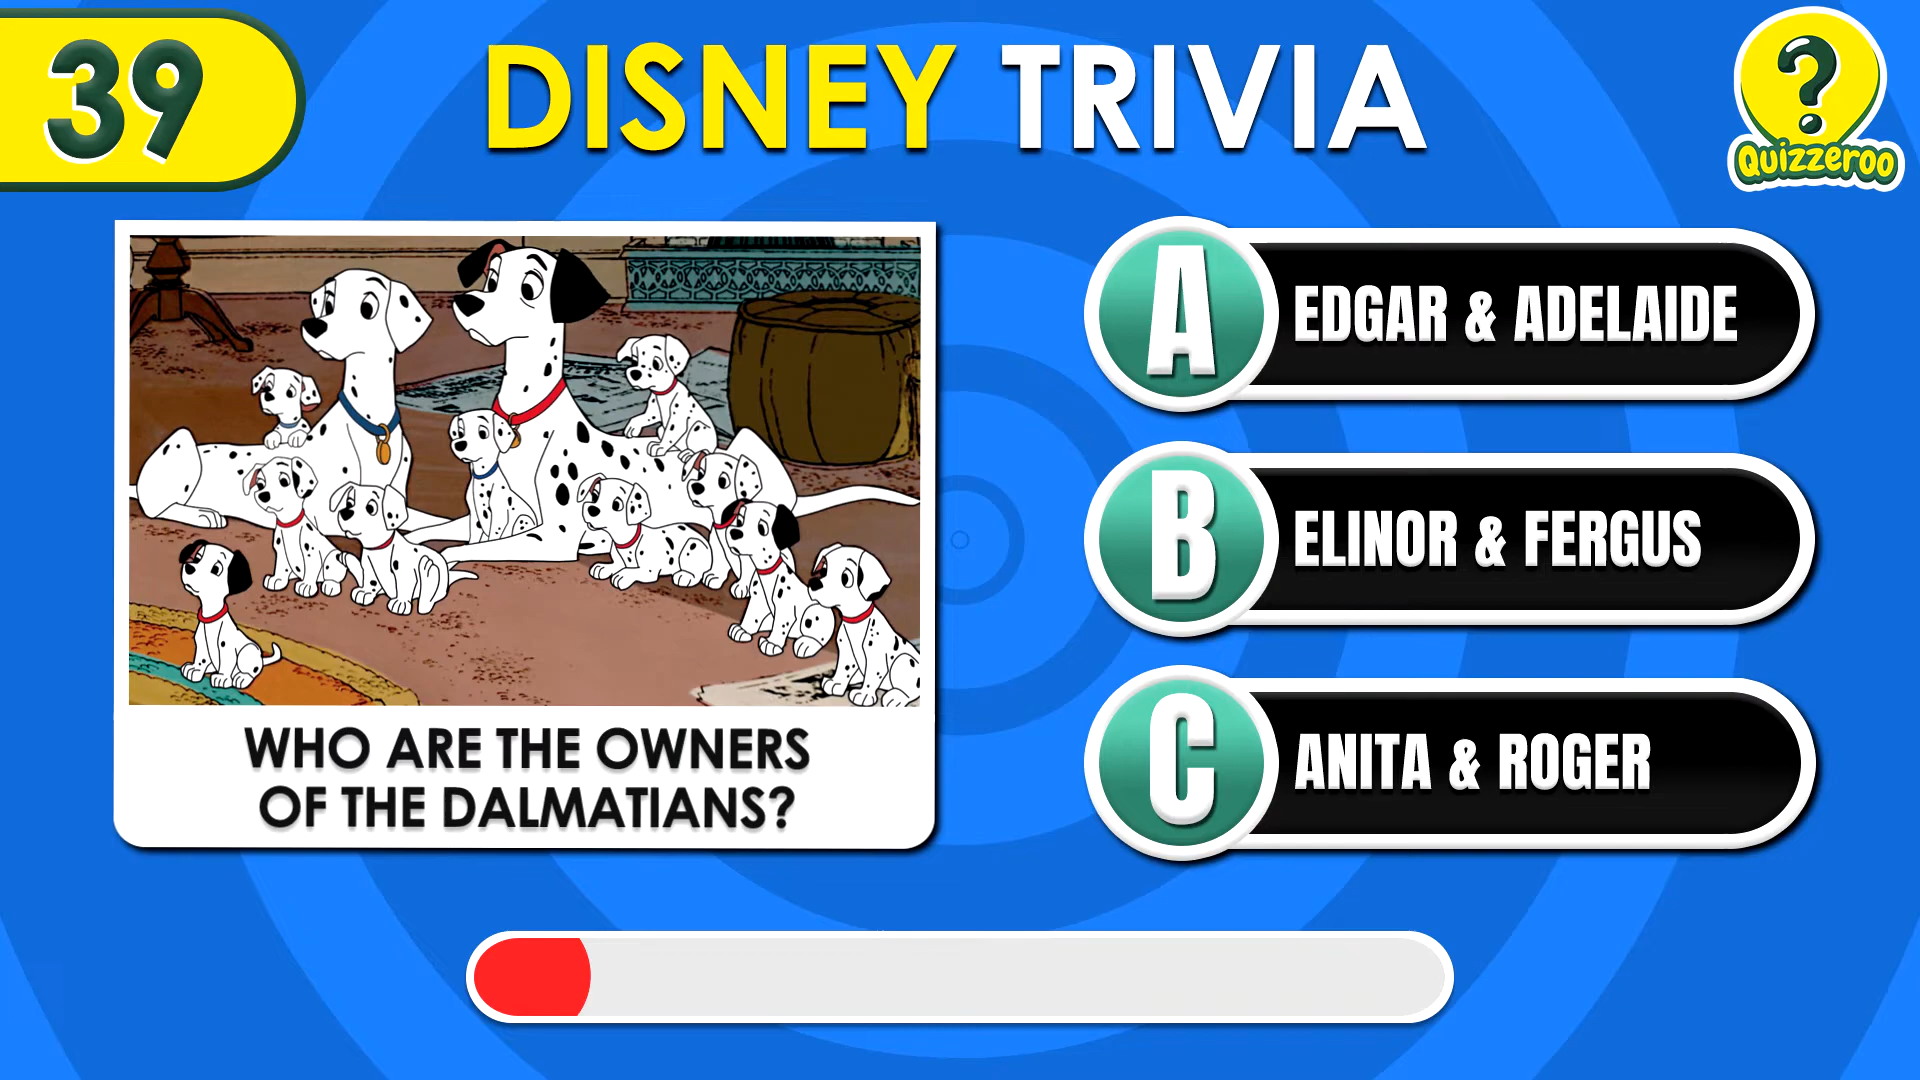 39
DISNEY TRIVIA
?
Quizzeroo
WHO ARE THE OWNERS
OF THE DALMATIANS?
A EDGAR & ADELAIDE
B ELINOR & FERGUS
C ANITA & ROGER